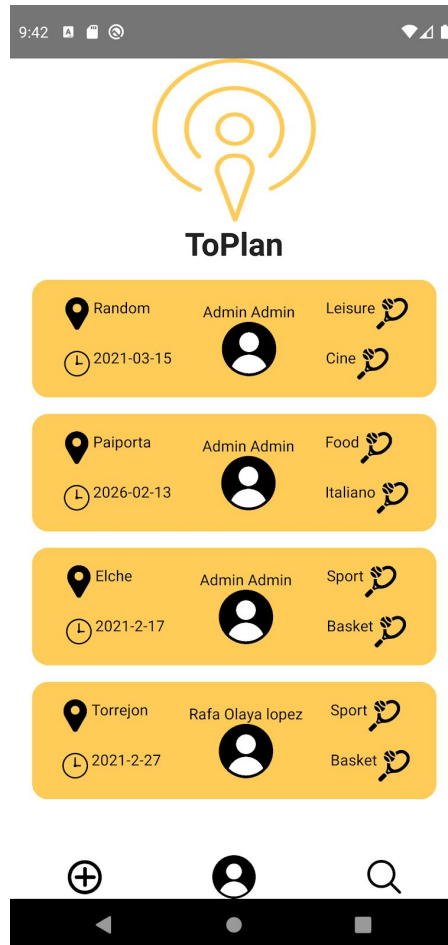 9:42
ToPlan
Random
Admin Admin
Leisure
2021-03-15
Cine
Paiporta
Admin Admin
Food
2026-02-13
Italiano
Elche
Admin Admin
Sport
2021-2-17
Basket
Torrejon
Rafa Olaya lopez
Sport
2021-2-27
Basket